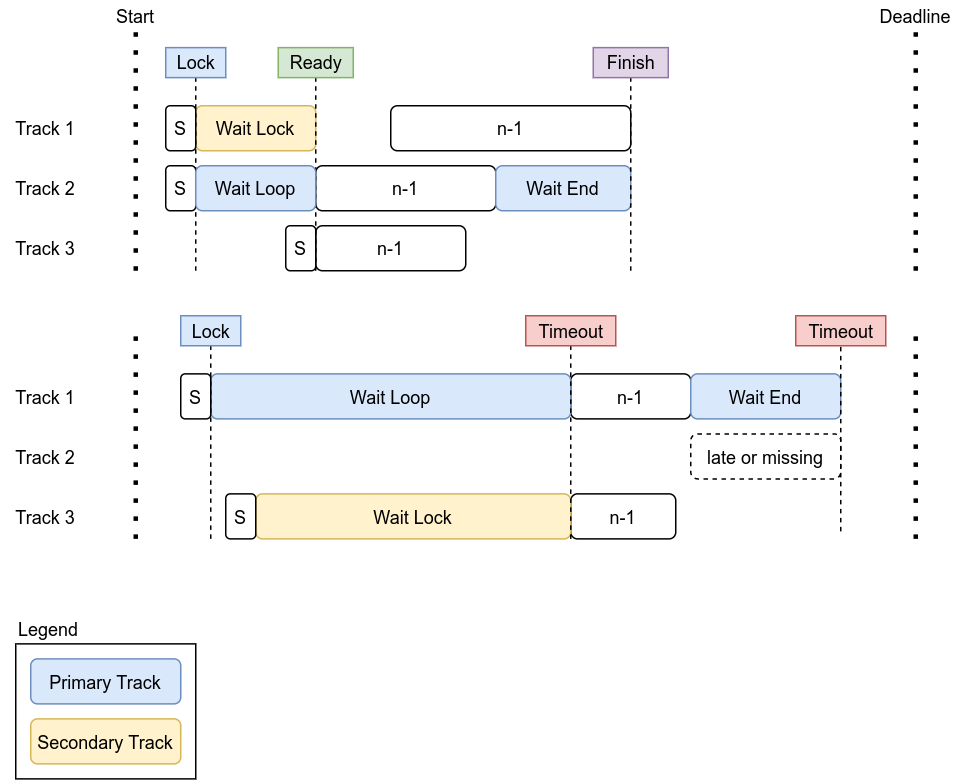 Start
Deadline
Lock
Ready
Finish
Track 1
S
Wait Lock
n-1
Track 2
S
Wait Loop
n-1
Wait End
Track 3
S
n-1
Lock
Timeout
Timeout
Track 1
S
Wait Loop
n-1
Wait End
Track 2
late or missing
Track 3
S
Wait Lock
n-1
Legend
Primary Track
Secondary Track